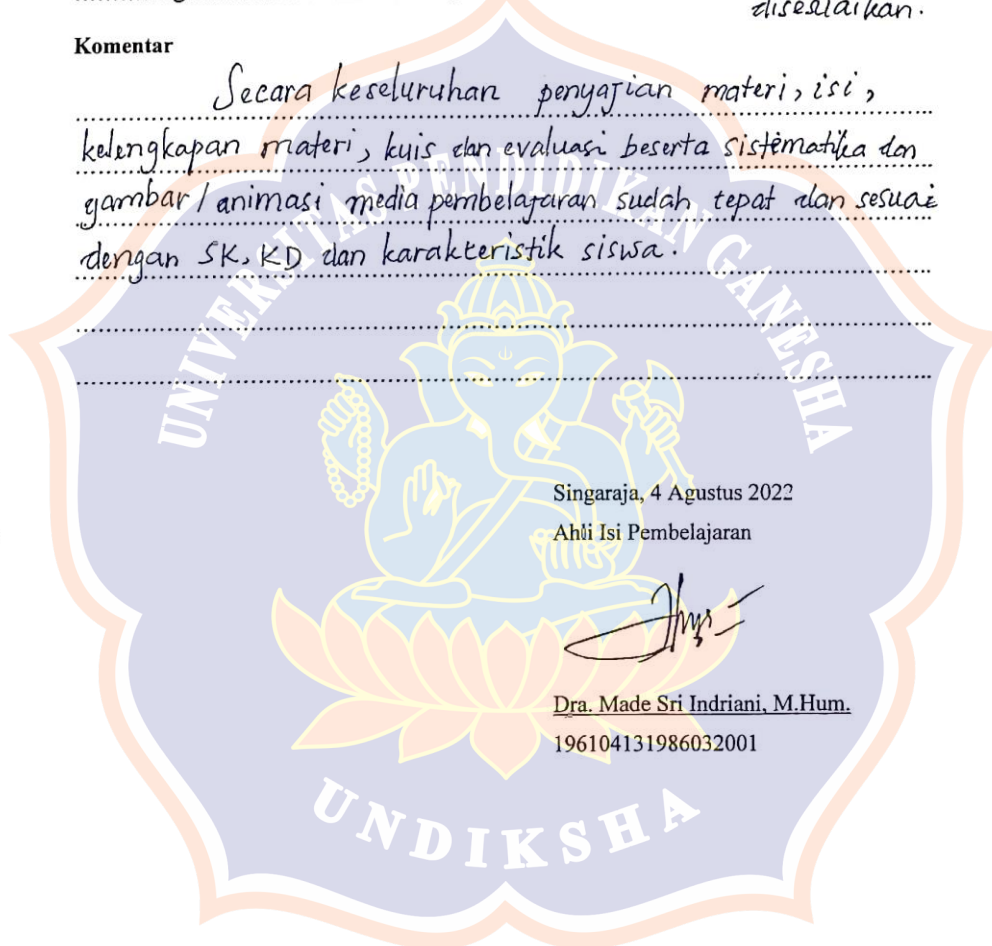 disesuaikan.
Komentar
Secara keseluruhan penyajian materi, isi,
kelengkapan materi, kuis dan evaluasi beserta sistematika dan
gambar / animasi media pembelajaran sudah tepat dan sesuai
dengan SK, KD dan karakteristik siswa.
UNIVERSITAS PENDIDIKAN GANESHA
Singaraja, 4 Agustus 2022
Ahli Isi Pembelajaran
Dra. Made Sri Indriani, M.Hum.
196104131986032001
UNDIKSHA